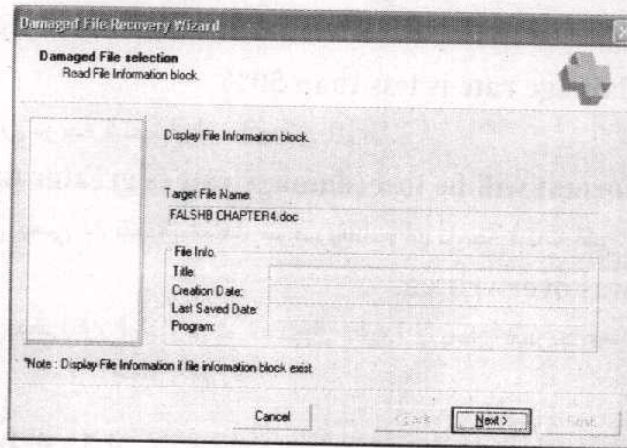 Damaged File Recovery Wizard
Damaged File selection
Read File Information block.
Display File Information block.
Target File Name:
FALSHB CHAPTER4.doc
File Info.
Title:
Creation Date:
Last Saved Date:
Program:
*Note : Display File Information if file information block exist
Cancel
Next >